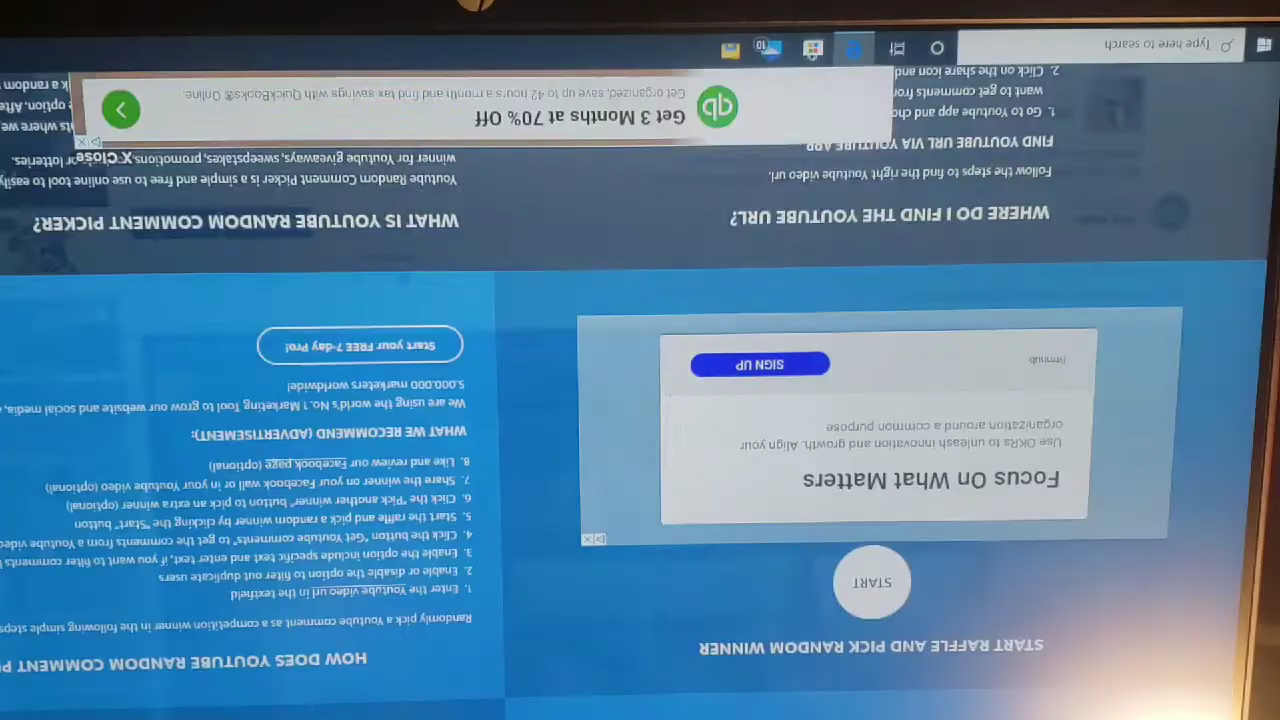 START RAFFLE AND PICK RANDOM WINNER
START
Focus On What Matters
Use OKRs to unleash innovation and growth. Align your
organization around a common purpose
SIGN UP
HOW DOES YOUTUBE RANDOM COMMENT
Randomly pick a Youtube comment as a competition winner in the following simple steps
1. Enter the Youtube video url in the textfield
2. Enable or disable the option to filter out duplicate users
3. Enable the option include specific text and enter text, if you want to filter comments
4. Click the button "Get Youtube comments" to get the comments from a Youtube video
5. Start the raffle and pick a random winner by clicking the "Start" button
6. Click the "Pick another winner" button to pick an extra winner (optional)
7. Share the winner on your Facebook wall or in your Youtube video (optional)
8. Like and review our Facebook page (optional)
WHAT WE RECOMMEND (ADVERTISEMENT):
We are using the world's No. 1 Marketing Tool to grow our website and social media,
5.000.000 marketers worldwide!
Start your FREE 7-day Pro!
WHERE DO I FIND THE YOUTUBE URL?
Follow the steps to find the right Youtube video url.
FIND YOUTUBE URL VIA YOUTUBE APP
1. Go to Youtube app and
want to get comments
2. Click on the share icon and
WHAT IS YOUTUBE RANDOM COMMENT PICKER?
Youtube Random Comment Picker is a simple and free to use online tool to easily
winner for Youtube giveaways, sweepstakes, promotions, or lotteries.
X Close
where we
option.
a random
qb
Get 3 Months at 70% Off
Get organized, save up to 42 hours a month and find tax savings with QuickBooks® Online.
Type here to search
10